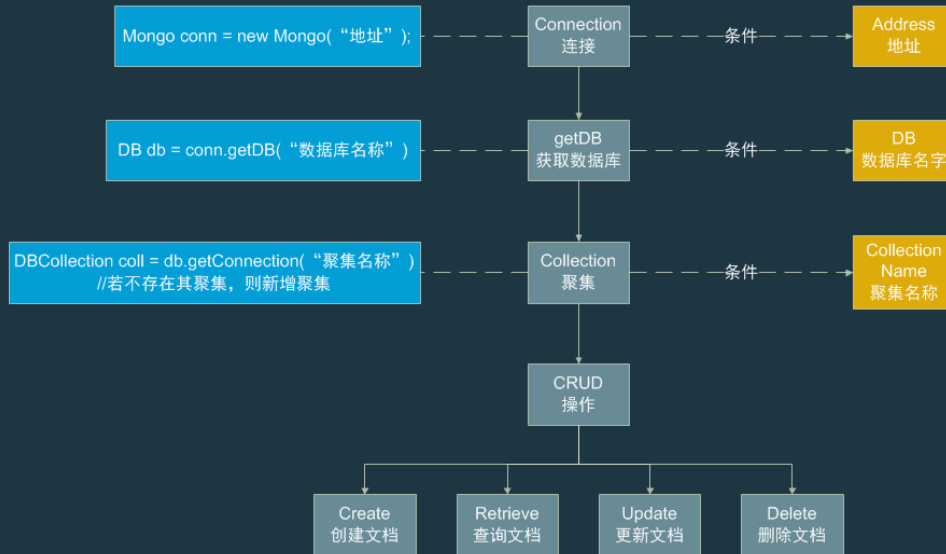 Mongo conn = new Mongo(“地址”);
Connection
连接
条件
Address
地址
DB db = conn.getDB(“数据库名称”)
getDB
获取数据库
条件
DB
数据库名字
DBCollection coll = db.getConnection(“聚集名称”)
//若不存在其聚集，则新增聚集
Collection
聚集
条件
Collection
Name
聚集名称
CRUD
操作
Create
创建文档
Retrieve
查询文档
Update
更新文档
Delete
删除文档